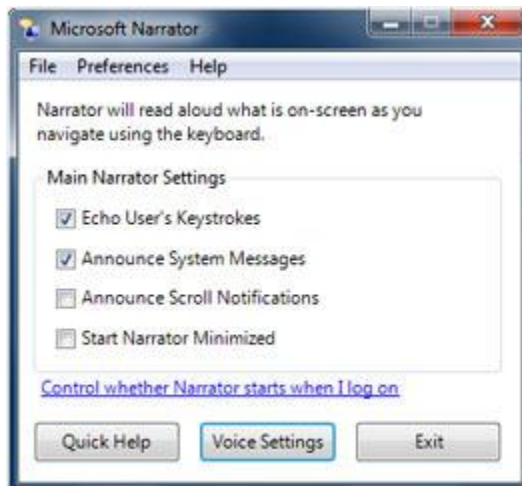 Microsoft Narrator
File Preferences Help
Narrator will read aloud what is on-screen as you
navigate using the keyboard.
Main Narrator Settings
Echo User's Keystrokes
Announce System Messages
Announce Scroll Notifications
Start Narrator Minimized
Control whether Narrator starts when I log on
Quick Help Voice Settings Exit